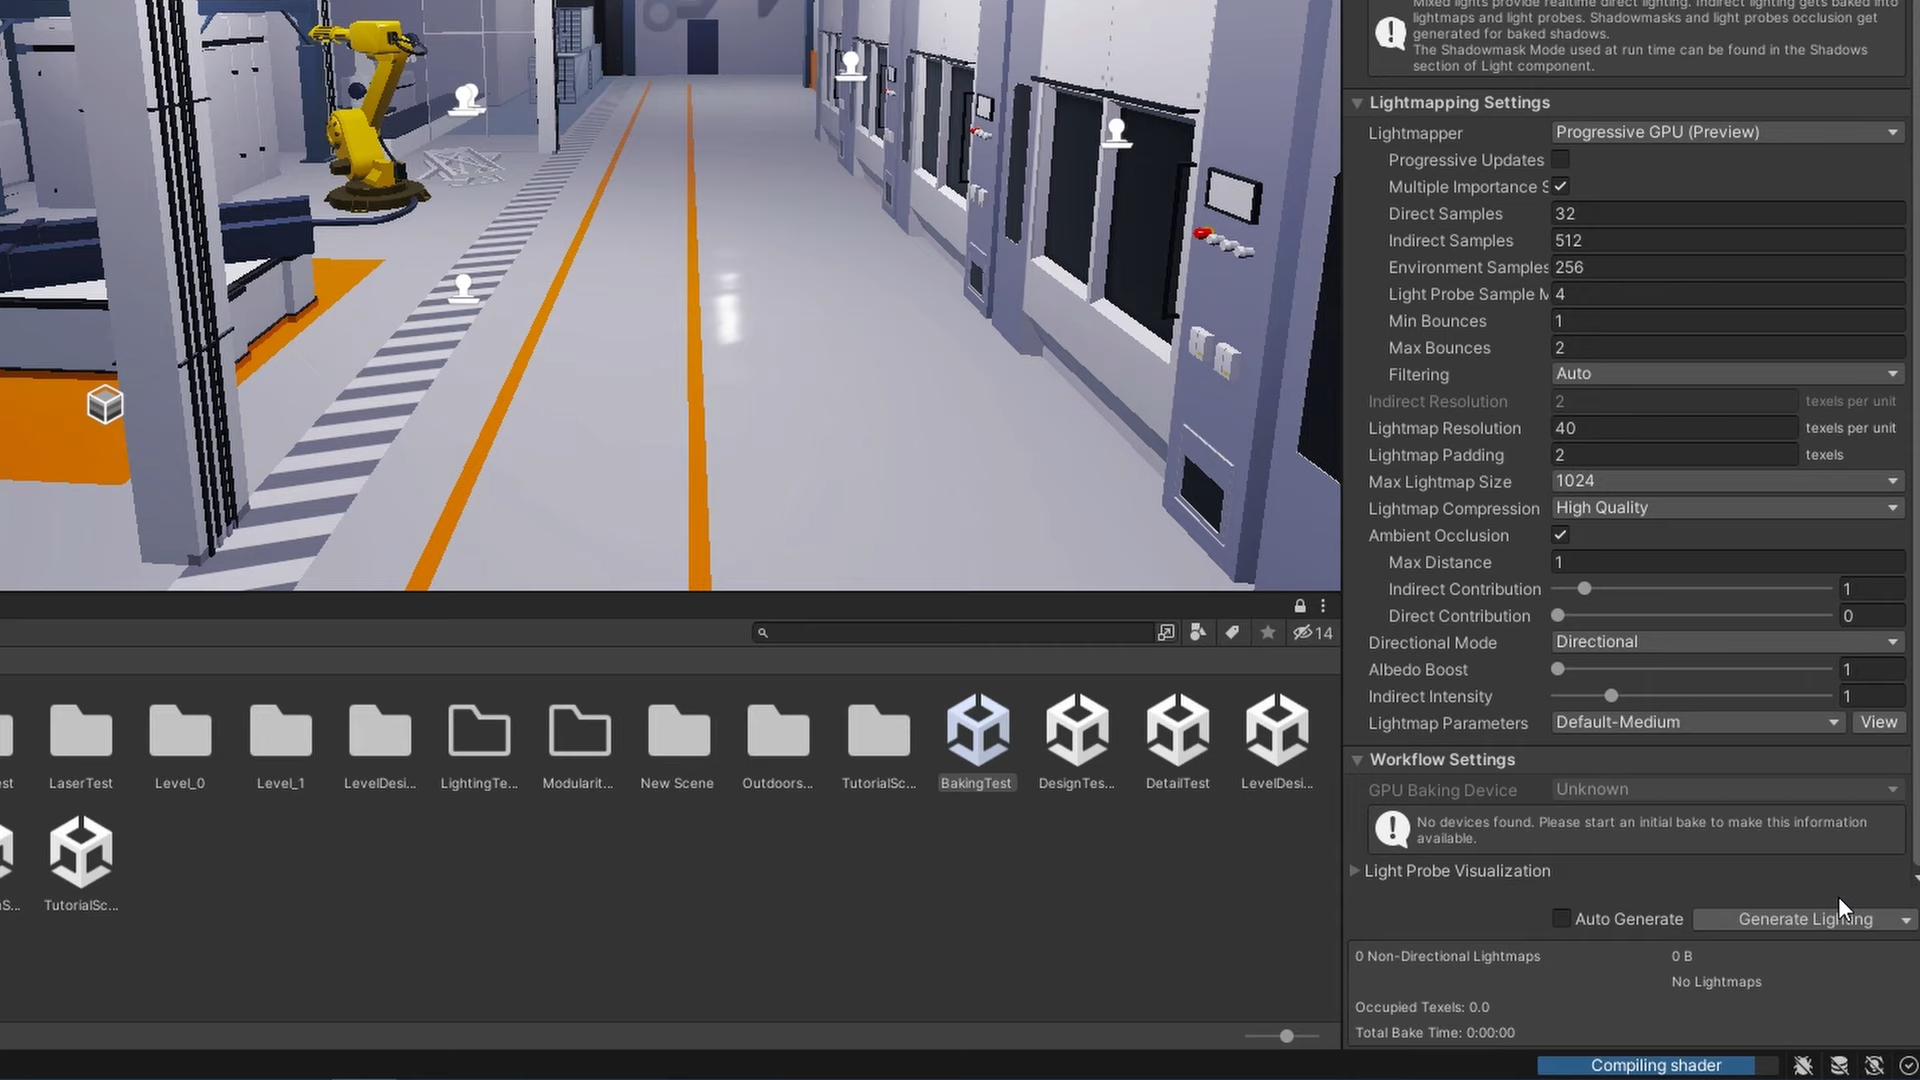 Mixed lights provide realtime direct lighting. Indirect lighting gets baked into
lightmaps and light probes. Shadowmasks and light probes occlusion get
generated for baked shadows.
The Shadowmask Mode used at run time can be found in the Shadows
section of Light component.
Lightmapping Settings
Lightmapper Progressive GPU (Preview)
Progressive Updates
Multiple Importance S
Direct Samples 32
Indirect Samples 512
Environment Samples 256
Light Probe Sample M 4
Min Bounces 1
Max Bounces 2
Filtering Auto
Indirect Resolution 2 texels per unit
Lightmap Resolution 40 texels per unit
Lightmap Padding 2 texels
Max Lightmap Size 1024
Lightmap Compression High Quality
Ambient Occlusion
Max Distance 1
Indirect Contribution 1
Direct Contribution 0
Directional Mode Directional
Albedo Boost 1
Indirect Intensity 1
Lightmap Parameters Default-Medium View
Workflow Settings
GPU Baking Device Unknown
No devices found. Please start an initial bake to make this information
available.
Light Probe Visualization
Auto Generate Generate Lighting
0 Non-Directional Lightmaps 0 B
No Lightmaps
Occupied Texels: 0.0
Total Bake Time: 0:00:00
14
est LaserTest Level_0 Level_1 LevelDesi... LightingTe... Modularit... New Scene Outdoors... TutorialSc... BakingTest DesignTes... DetailTest LevelDesi...
S... TutorialSc...
Compiling shader